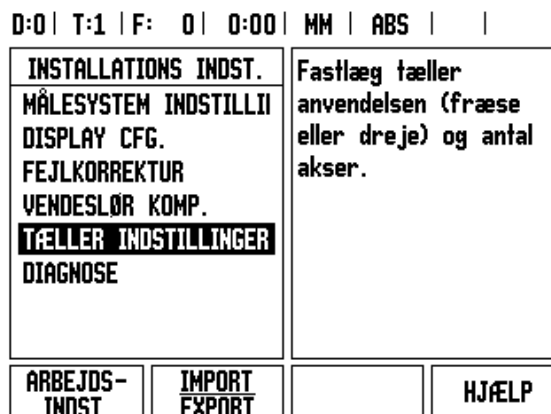 D:0 | T:1 | F: 0 | 0:00 | MM | ABS | |
INSTALLATIONS INDST.
MÅLESYSTEM INDSTILLII
DISPLAY CFG.
FEJLKORREKTUR
VENDESLØR KOMP.
TÆLLER INDSTILLINGER
DIAGNOSE
Fastlæg tæller
anvendelsen (fræse
eller dreje) og antal
akser.
ARBEJDS-
INDST
IMPORT
EXPORT
HJÆLP